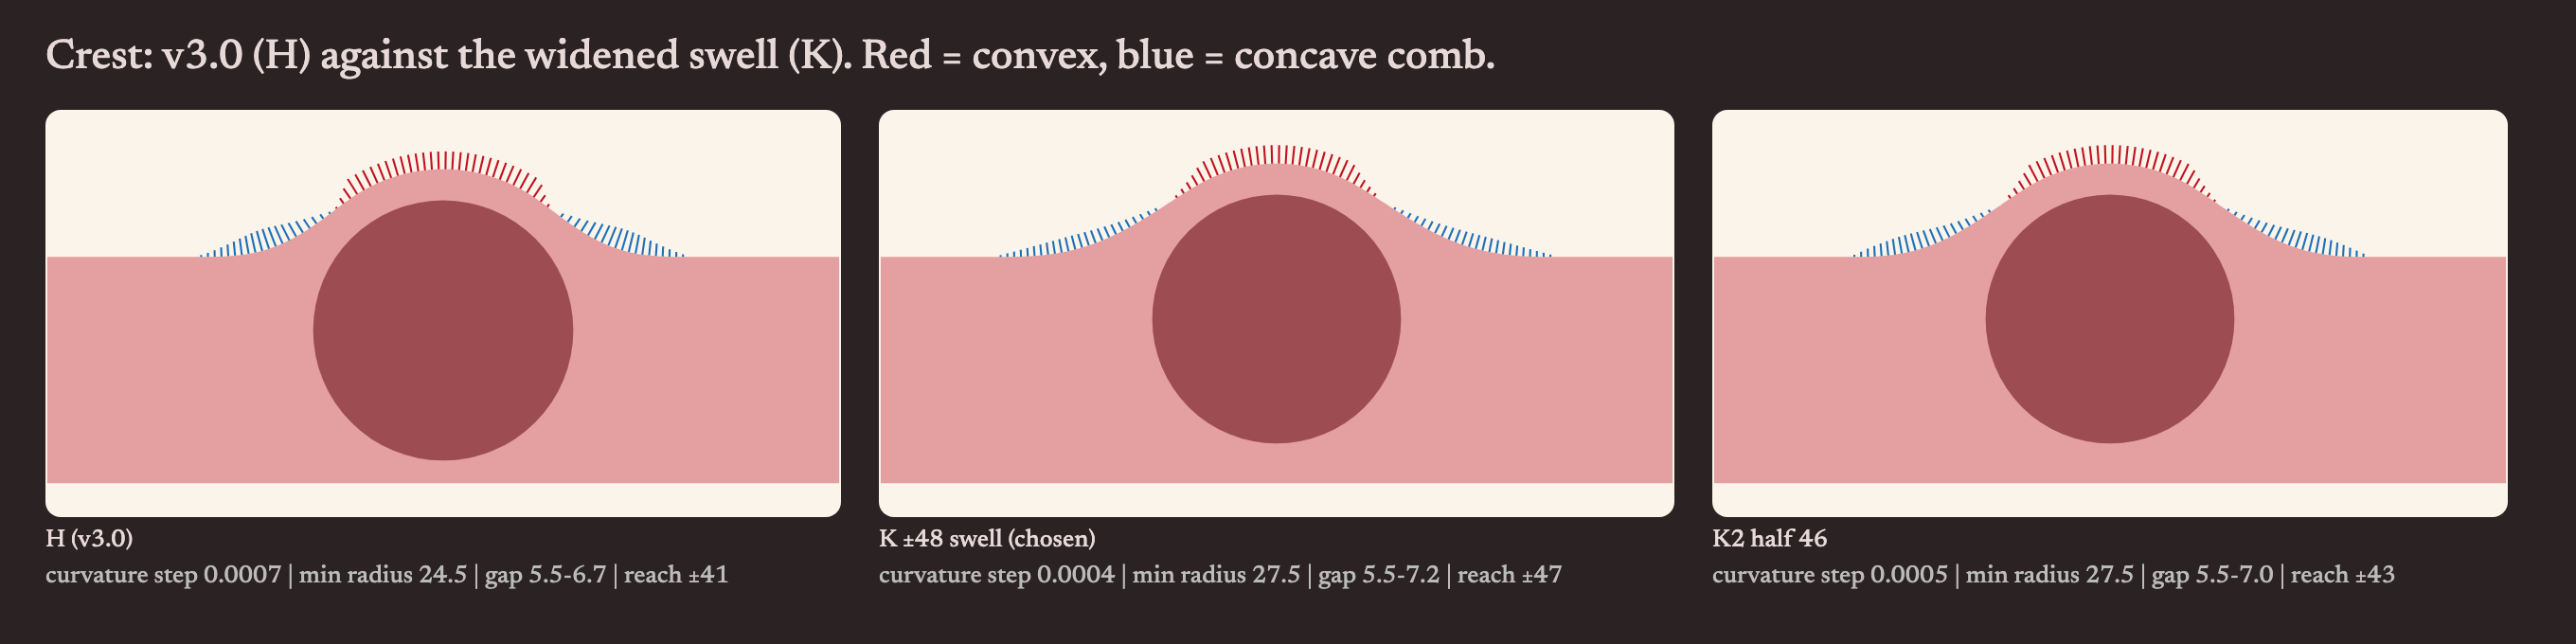 Crest: v3.0 (H) against the widened swell (K). Red = convex, blue = concave comb.
H (v3.0)
curvature step 0.0007 | min radius 24.5 | gap 5.5-6.7 | reach ±41
K ±48 swell (chosen)
curvature step 0.0004 | min radius 27.5 | gap 5.5-7.2 | reach ±47
K2 half 46
curvature step 0.0005 | min radius 27.5 | gap 5.5-7.0 | reach ±43